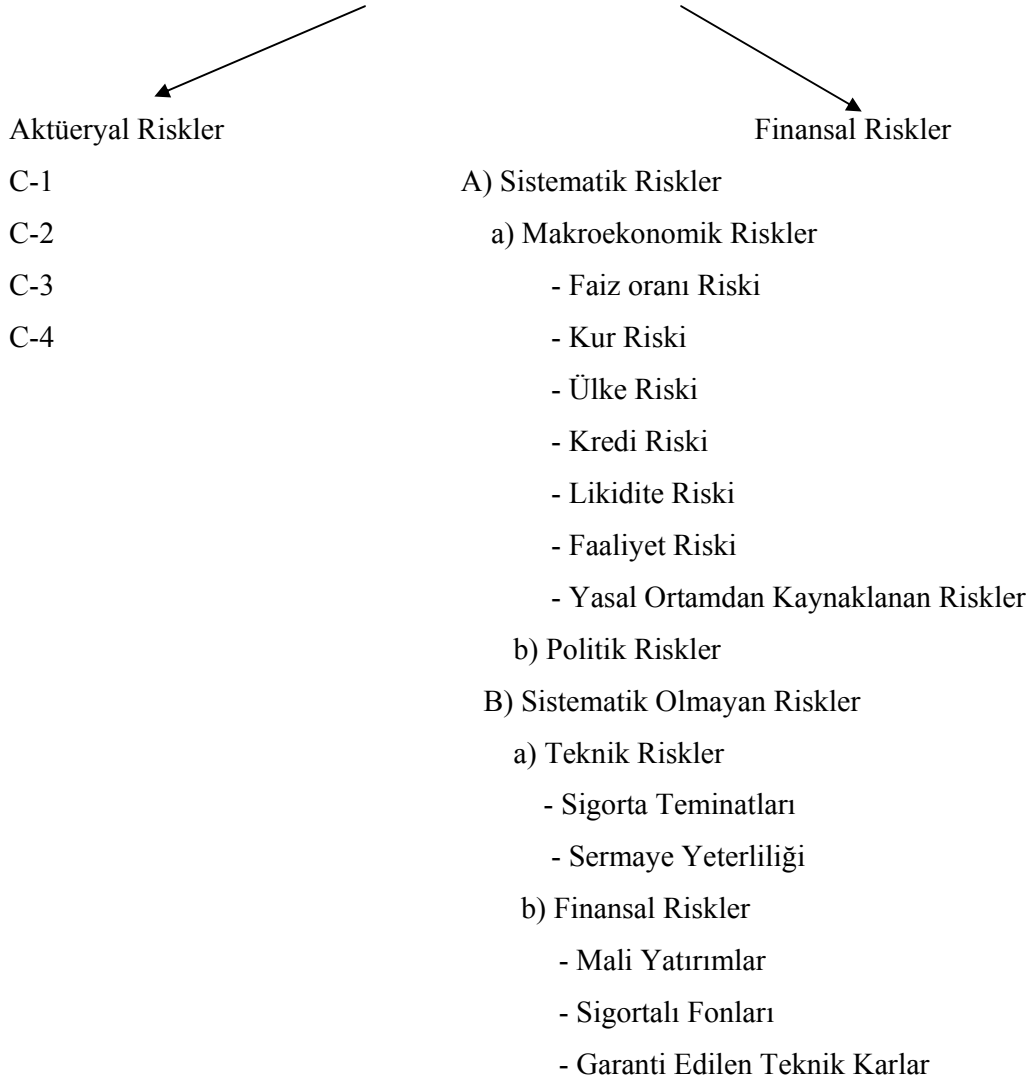 Aktüeryal Riskler
Finansal Riskler
C-1
A) Sistematik Riskler
C-2
a) Makroekonomik Riskler
C-3
- Faiz oranı Riski
C-4
- Kur Riski
- Ülke Riski
- Kredi Riski
- Likidite Riski
- Faaliyet Riski
- Yasal Ortamdan Kaynaklanan Riskler
b) Politik Riskler
B) Sistematik Olmayan Riskler
a) Teknik Riskler
- Sigorta Teminatları
- Sermaye Yeterliliği
b) Finansal Riskler
- Mali Yatırımlar
- Sigortalı Fonları
- Garanti Edilen Teknik Karlar